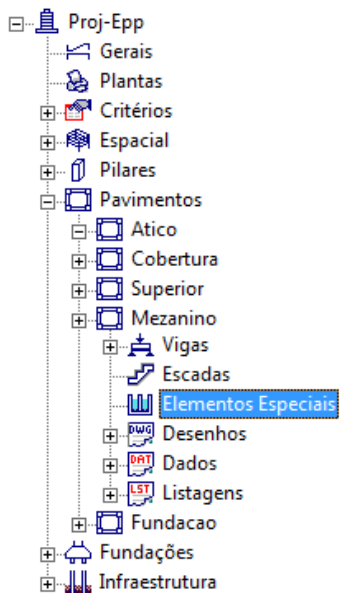 Proj-Epp
Gerais
Plantas
Critérios
Espacial
Pilares
Pavimentos
Atico
Cobertura
Superior
Mezanino
Vigas
Escadas
Elementos Especiais
DWG Desenhos
DAT Dados
LST Listagens
Fundacao
Fundações
Infraestrutura